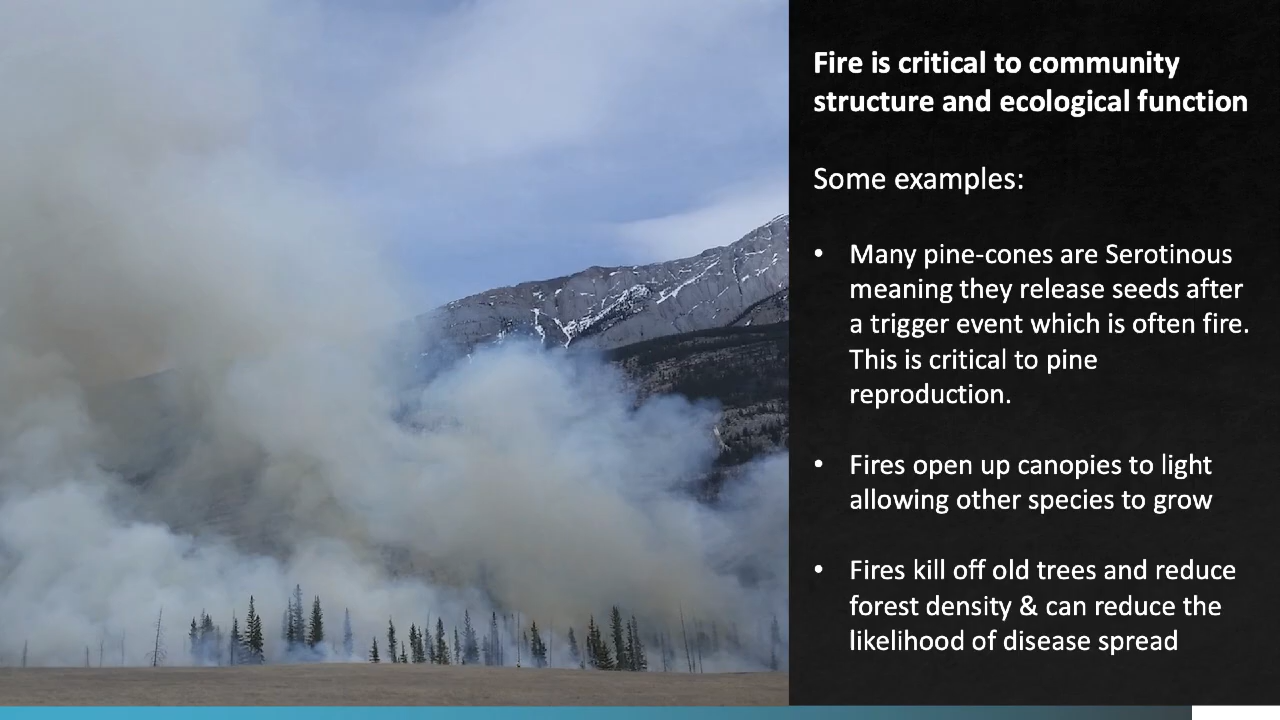 Fire is critical to community
structure and ecological function
Some examples:
• Many pine-cones are Serotinous
meaning they release seeds after
a trigger event which is often fire.
This is critical to pine
reproduction.
• Fires open up canopies to light
allowing other species to grow
• Fires kill off old trees and reduce
forest density & can reduce the
likelihood of disease spread